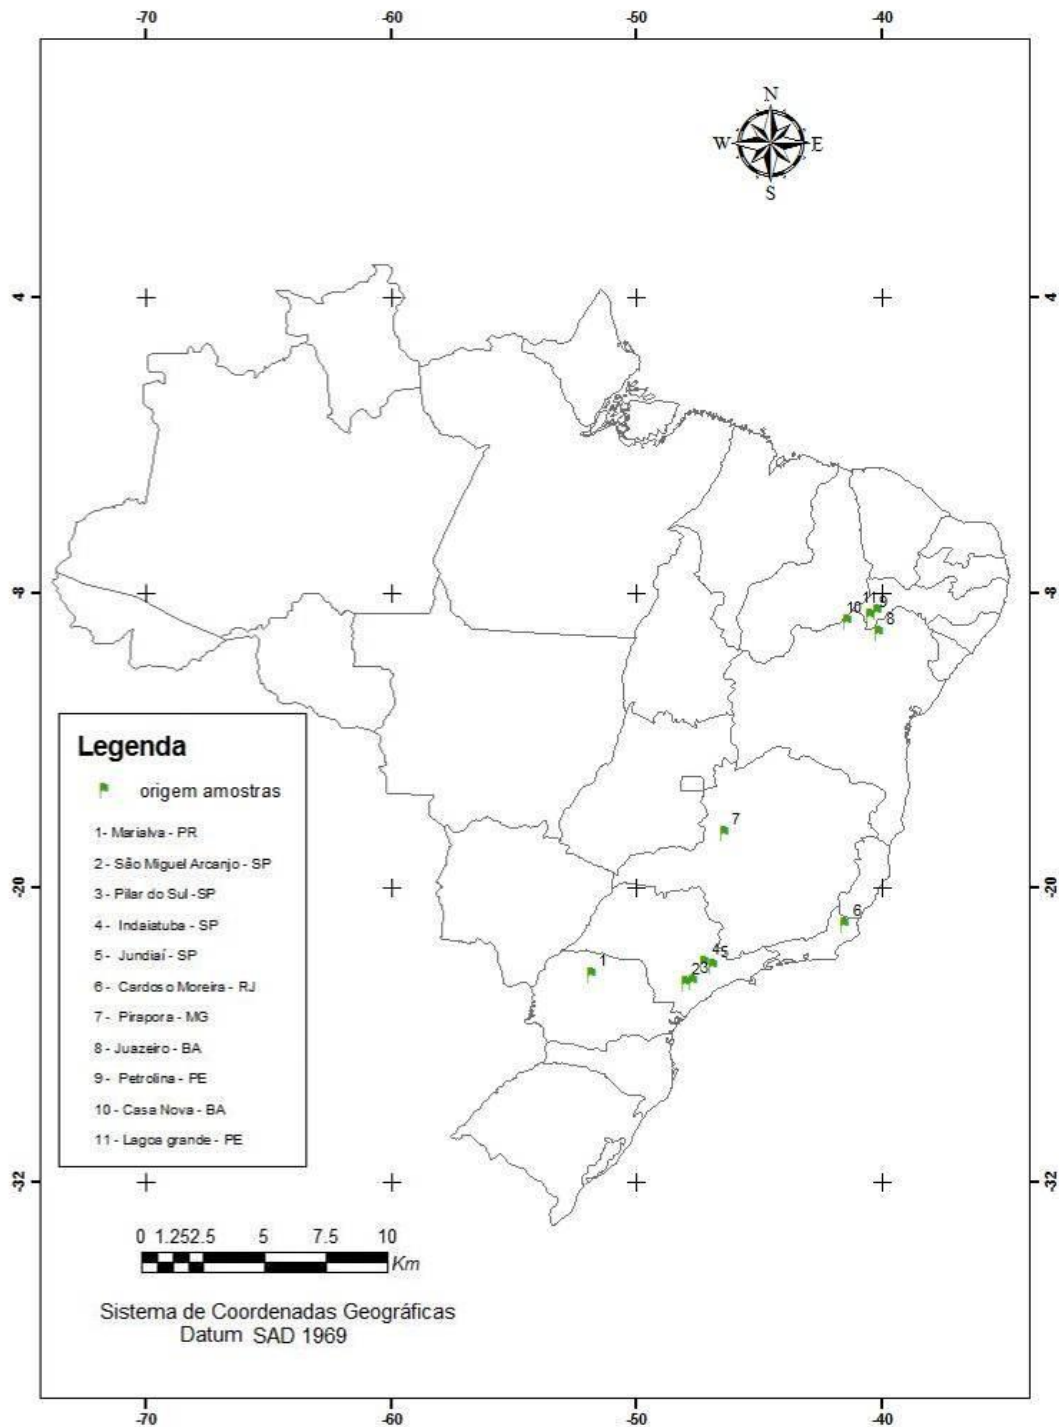 -70 -60 -50 -40
N
W E
S
4 4
-8 -8
11 9
10
8
Legenda
origem amostras
7
1- Marialva - PR
2 - São Miguel Arcanjo - SP
-20 -20
3 - Pilar do Sul -SP
6
4 - Indaiatuba - SP
5 - Jundiaí - SP
45
1
23
6 - Cardoso Moreira - RJ
7 - Pirapora - MG
8 - Juazeiro - BA
9 - Petrolina - PE
10 - Casa Nova - BA
11 - Lagoa grande - PE
-32 -32
0 1.252.5 5 7.5 10
Km
Sistema de Coordenadas Geográficas
Datum SAD 1969
-70 -60 -50 -40